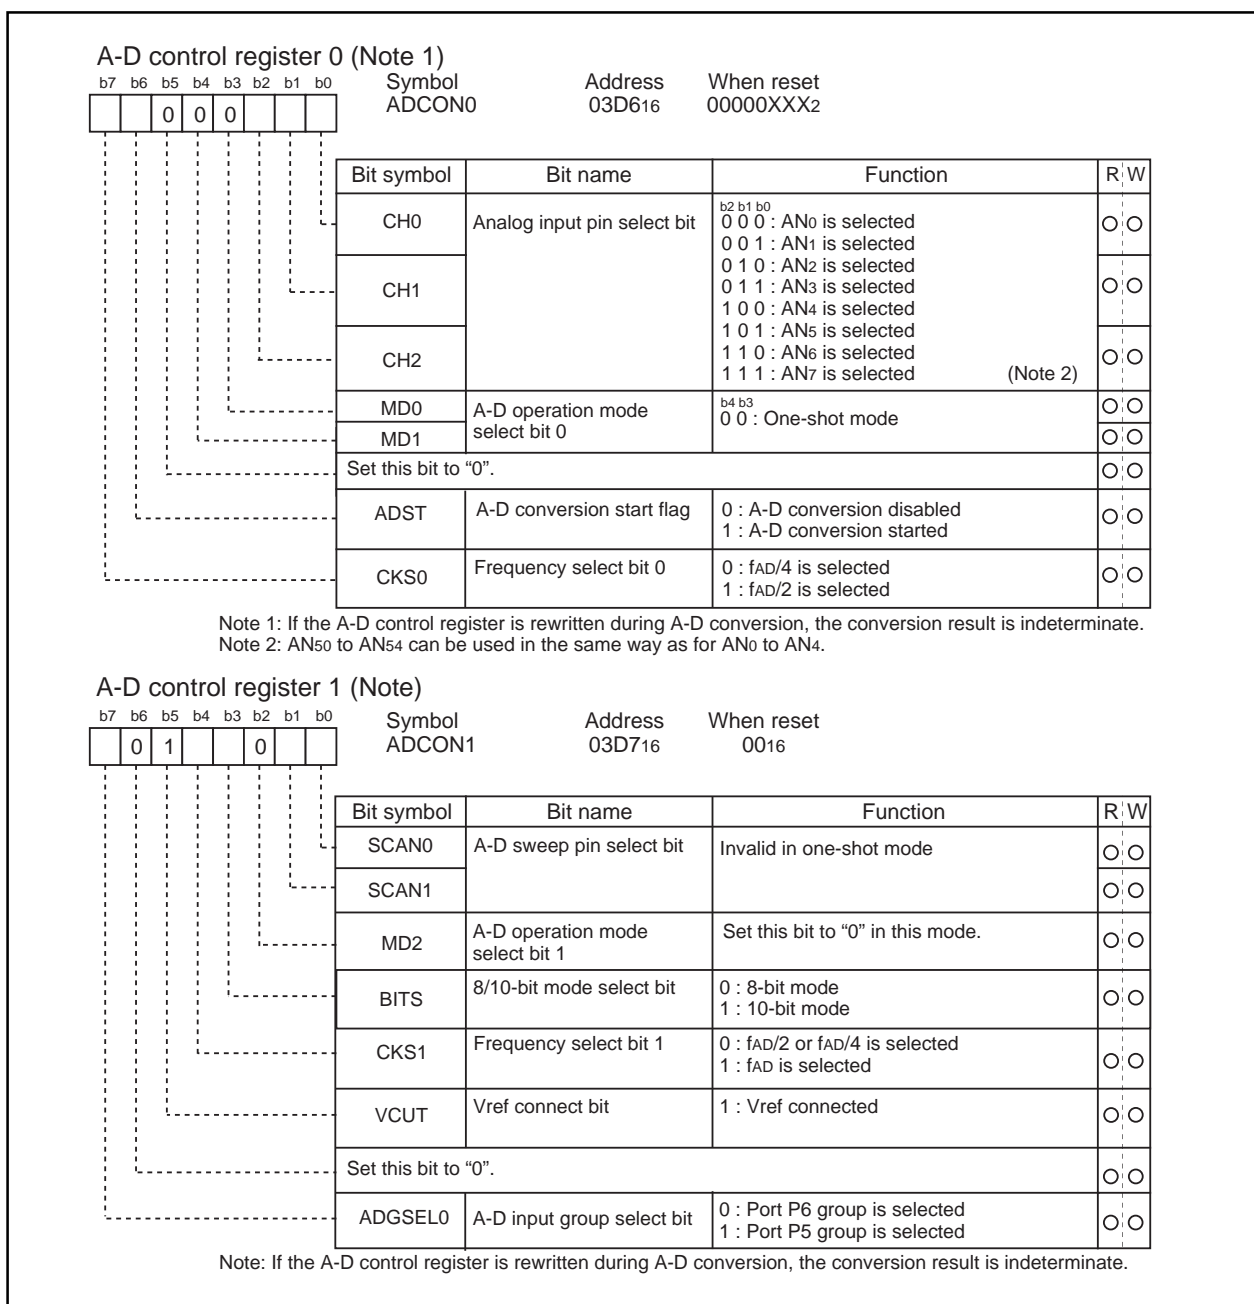 A-D control register 0 (Note 1)
b7 b6 b5 b4 b3 b2 b1 b0
0 0 0
Symbol Address When reset
ADCON0 03D616 00000XXX2
Bit symbol Bit name Function R W
CH0 Analog input pin select bit
b2 b1 b0
0 0 0 : AN0 is selected
0 0 1 : AN1 is selected
0 1 0 : AN2 is selected
CH1
0 1 1 : AN3 is selected
1 0 0 : AN4 is selected
1 0 1 : AN5 is selected
CH2
1 1 0 : AN6 is selected
1 1 1 : AN7 is selected (Note 2)
MD0 A-D operation mode
select bit 0
b4 b3
0 0 : One-shot mode
MD1
Set this bit to “0”.
ADST A-D conversion start flag 0 : A-D conversion disabled
1 : A-D conversion started
CKS0 Frequency select bit 0 0 : fAD/4 is selected
1 : fAD/2 is selected
Note 1: If the A-D control register is rewritten during A-D conversion, the conversion result is indeterminate.
Note 2: AN50 to AN54 can be used in the same way as for AN0 to AN4.
A-D control register 1 (Note)
b7 b6 b5 b4 b3 b2 b1 b0
0 1 0
Symbol Address When reset
ADCON1 03D716 0016
Bit symbol Bit name Function R W
SCAN0 A-D sweep pin select bit Invalid in one-shot mode
SCAN1
MD2 A-D operation mode
select bit 1
Set this bit to “0” in this mode.
BITS 8/10-bit mode select bit 0 : 8-bit mode
1 : 10-bit mode
CKS1 Frequency select bit 1 0 : fAD/2 or fAD/4 is selected
1 : fAD is selected
VCUT Vref connect bit 1 : Vref connected
Set this bit to “0”.
ADGSEL0 A-D input group select bit 0 : Port P6 group is selected
1 : Port P5 group is selected
Note: If the A-D control register is rewritten during A-D conversion, the conversion result is indeterminate.